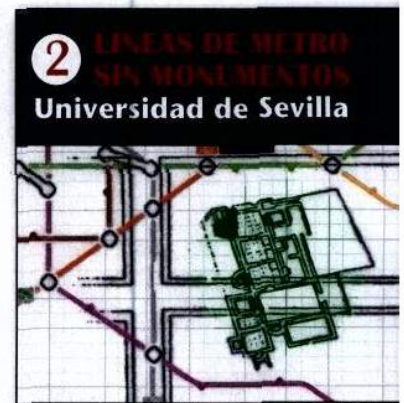 2 LINEAS DE METRO
SIN MONUMENTOS
Universidad de Sevilla